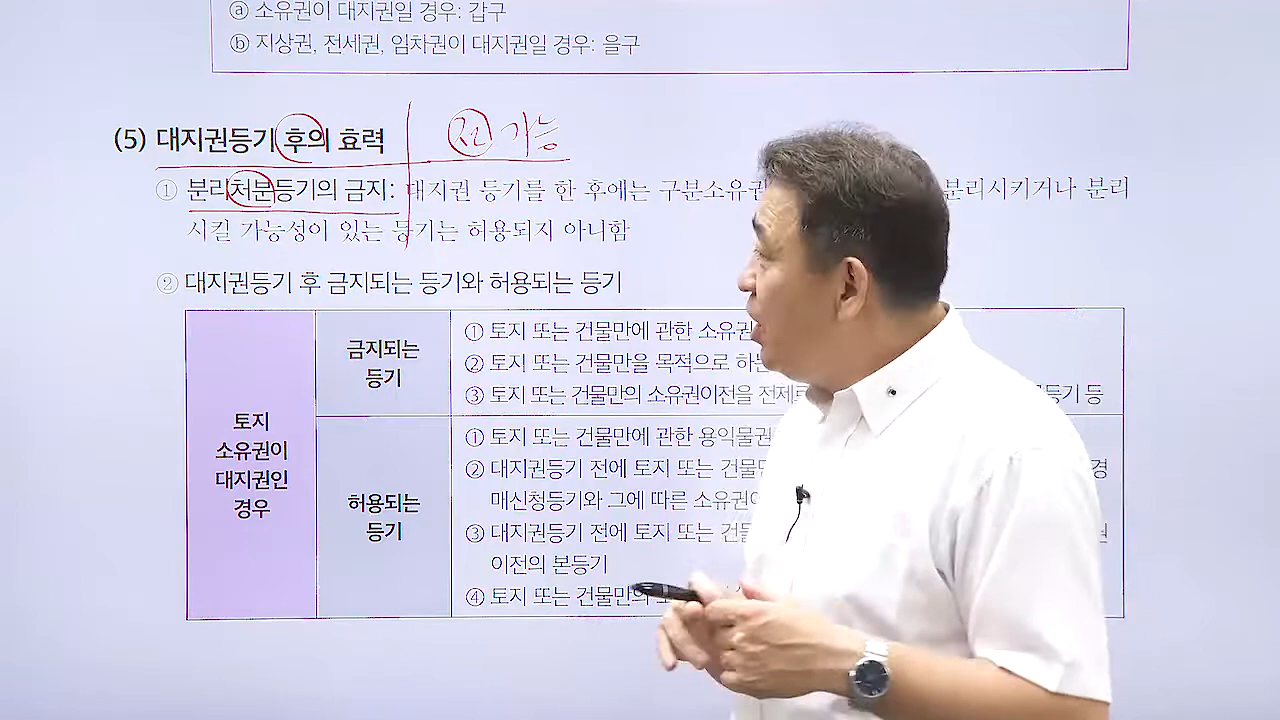 ⓐ 소유권이 대지권일 경우: 갑구
ⓑ 지상권, 전세권, 임차권이 대지권일 경우: 을구
(5) 대지권등기 후의 효력 전 가능
① 분리처분등기의 금지: 대지권 등기를 한 후에는 구분소유권 분리시키거나 분리
시킬 가능성이 있는 등기는 허용되지 아니함
② 대지권등기 후 금지되는 등기와 허용되는 등기
토지
소유권이
대지권인
경우
금지되는
등기
① 토지 또는 건물만에 관한 소유권
② 토지 또는 건물만을 목적으로 하는
③ 토지 또는 건물만의 소유권이전을 전제로 등기 등
허용되는
등기
① 토지 또는 건물만에 관한 용익물권
② 대지권등기 전에 토지 또는 건물만 경
매신청등기와 그에 따른 소유권이
③ 대지권등기 전에 토지 또는 건물
이전의 본등기
④ 토지 또는 건물만의